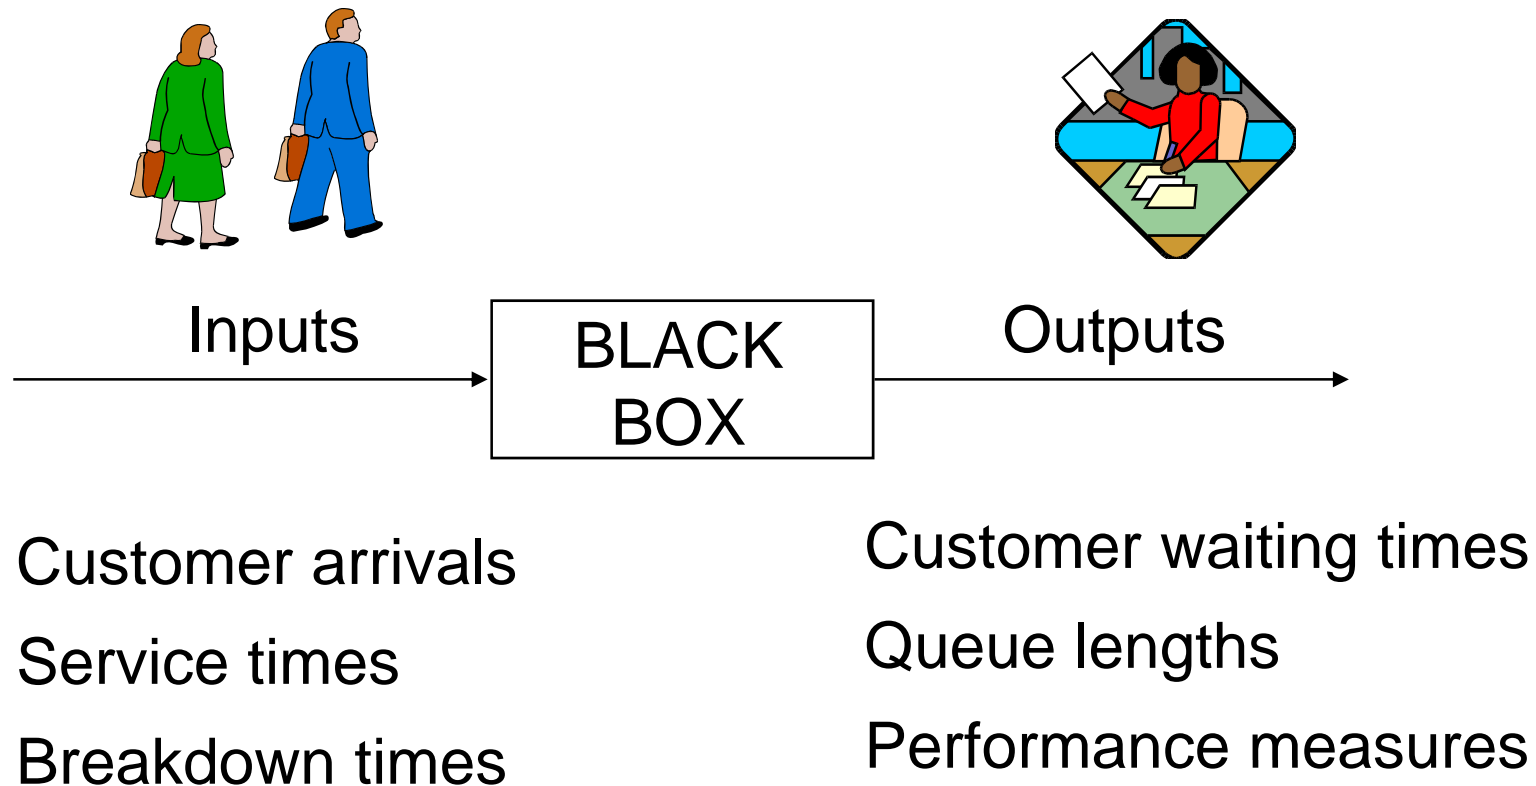 Inputs
BLACK
BOX
Outputs
Customer arrivals
Service times
Breakdown times
Customer waiting times
Queue lengths
Performance measures